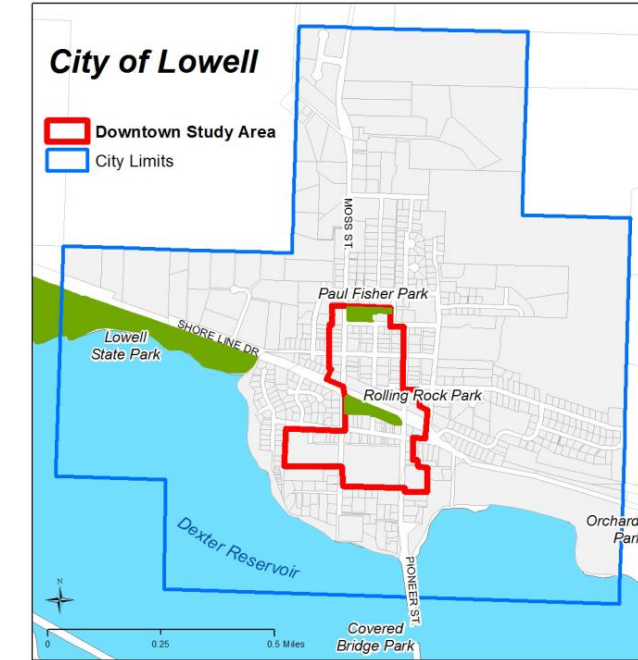 City of Lowell
Downtown Study Area
City Limits
MOSS ST.
Paul Fisher Park
SHORE LINE DR
Lowell
State Park
Rolling Rock Park
Orchard
Par
Dexter Reservoir
PIONEER ST.
N
Covered
Bridge Park
0 0.25 0.5 Miles